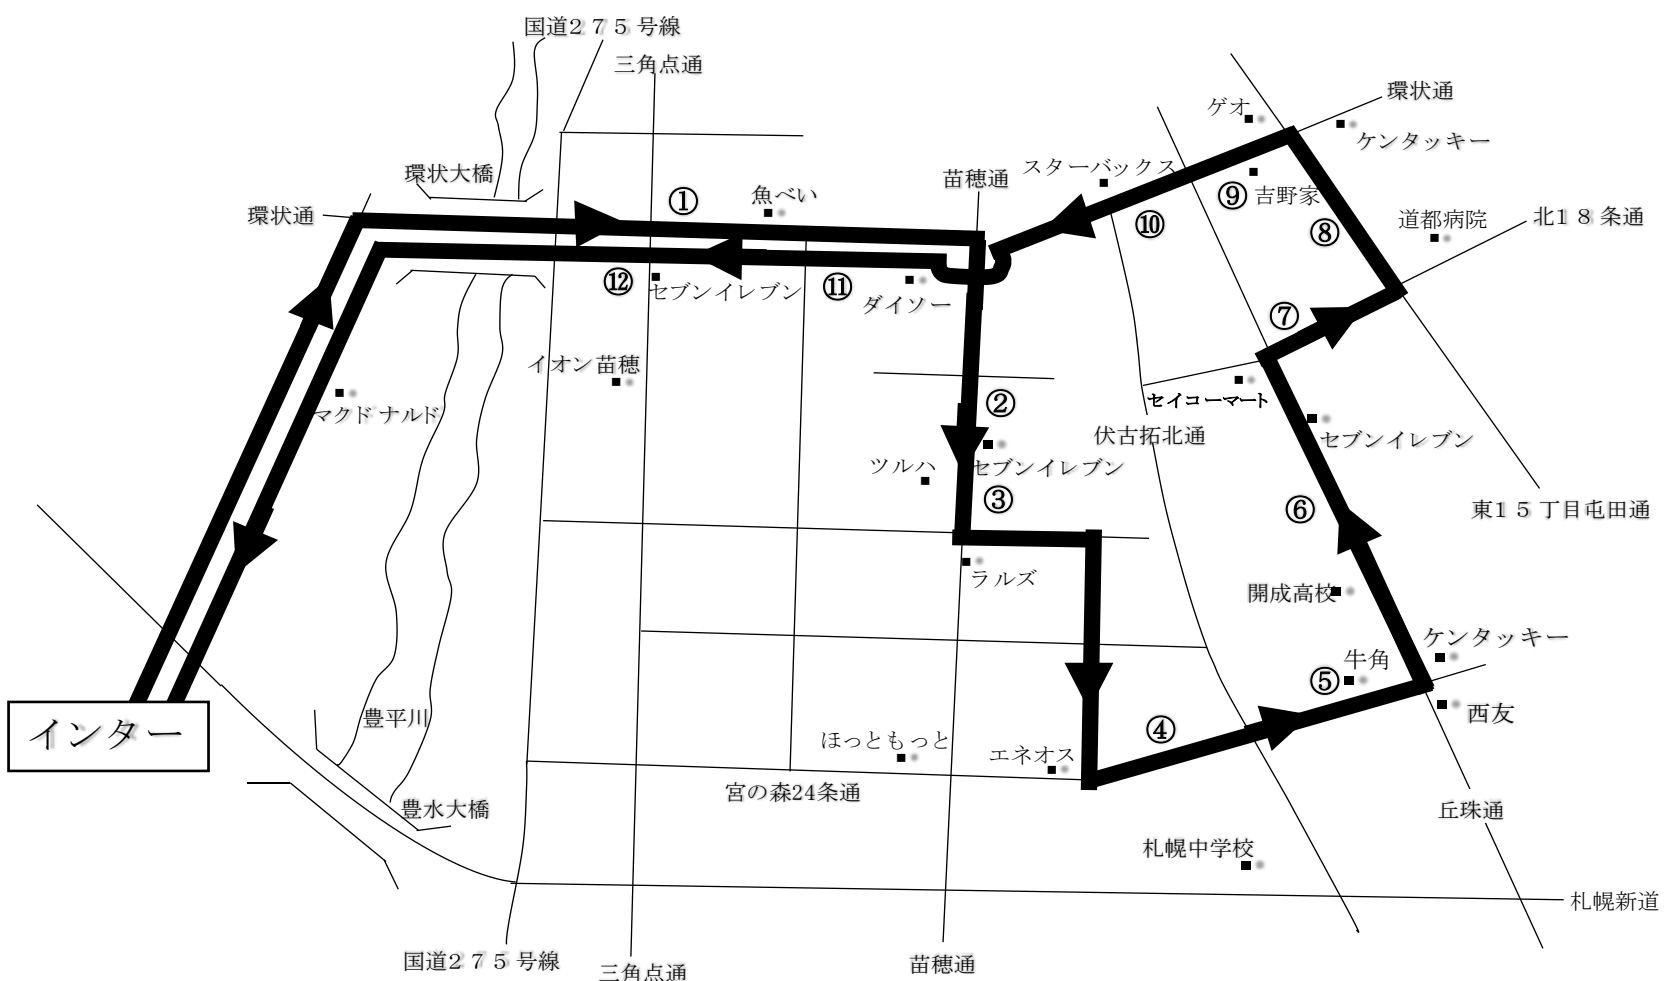 国道２７５号線
三角点通
環状通
ゲオ
ケンタッキー
スターバックス
環状大橋
苗穂通
①
魚べい
⑨
吉野家
環状通
⑩
⑧
道都病院
北１８条通
⑫
セブンイレブン
⑪
ダイソー
⑦
イオン苗穂
マクドナルド
②
セイコーマート
伏古拓北通
セブンイレブン
ツルハ
セブンイレブン
③
⑥
東１５丁目屯田通
ラルズ
開成高校
ケンタッキー
牛角
⑤
西友
インター
豊平川
④
ほっともっと
エネオス
宮の森24条通
豊水大橋
丘珠通
札幌中学校
札幌新道
国道２７５号線
三角点通
苗穂通